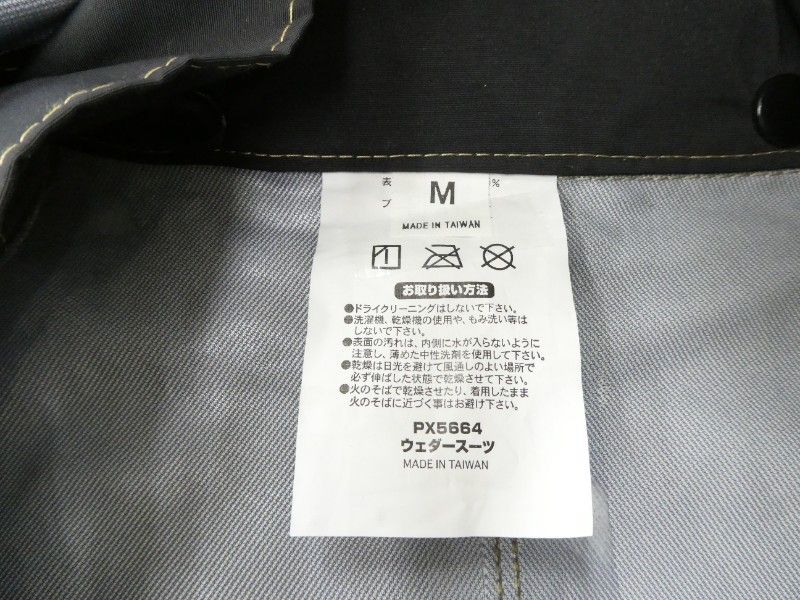 表 M %
プ
MADE IN TAIWAN
お取り扱い方法
●ドライクリーニングはしないで下さい。
●洗濯機、乾燥機の使用や、もみ洗い等は
しないで下さい。
●表面の汚れは、内側に水が入らないように
注意し、薄めた中性洗剤を使用して下さい。
●乾燥は日光を避けて風通しのよい場所で
必ず伸ばした状態で乾燥させて下さい。
●火のそばで乾燥させたり、着用したまま
火のそばに近づく事はお避け下さい。
PX5664
ウェダースーツ
MADE IN TAIWAN